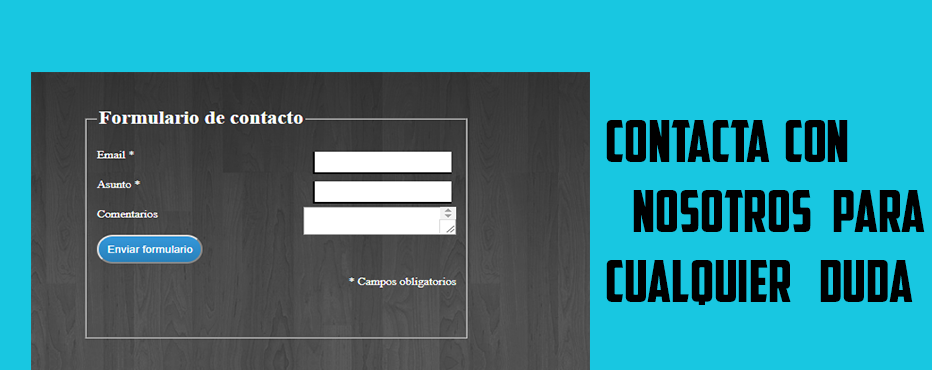 Formulario de contacto
Email *
Asunto *
Comentarios
Enviar formulario
* Campos obligatorios
CONTACTA CON
NOSOTROS PARA
CUALQUIER DUDA